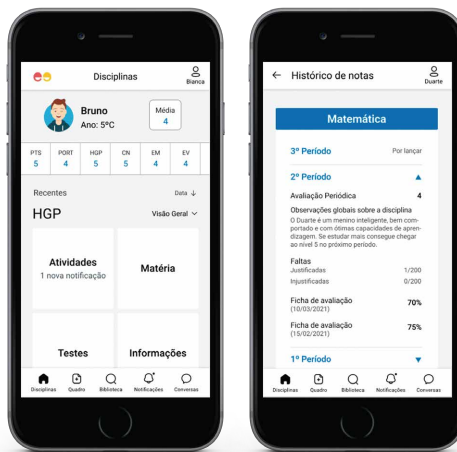 Disciplinas
Bianca
Bruno
Ano: 5ºC
Média
4
PTS PORT HGP CN EM EV
5 4 5 5 4 4
Recentes
Data ↓
HGP
Visão Geral
Atividades
1 nova notificação
Matéria
Testes
Informações
Disciplinas Quadro Biblioteca Notificações Conversas
Histórico de notas
Duarte
Matemática
3º Período
Por lançar
2º Período
Avaliação Periódica 4
Observações globais sobre a disciplina
O Duarte é um menino inteligente, bem com-
portado e com ótimas capacidades de apren-
dizagem. Se estudar mais consegue chegar
ao nível 5 no próximo período.
Faltas
Justificadas 1/200
Injustificadas 0/200
Ficha de avaliação 70%
(10/03/2021)
Ficha de avaliação 75%
(15/02/2021)
1º Período
Disciplinas Quadro Biblioteca Notificações Conversas